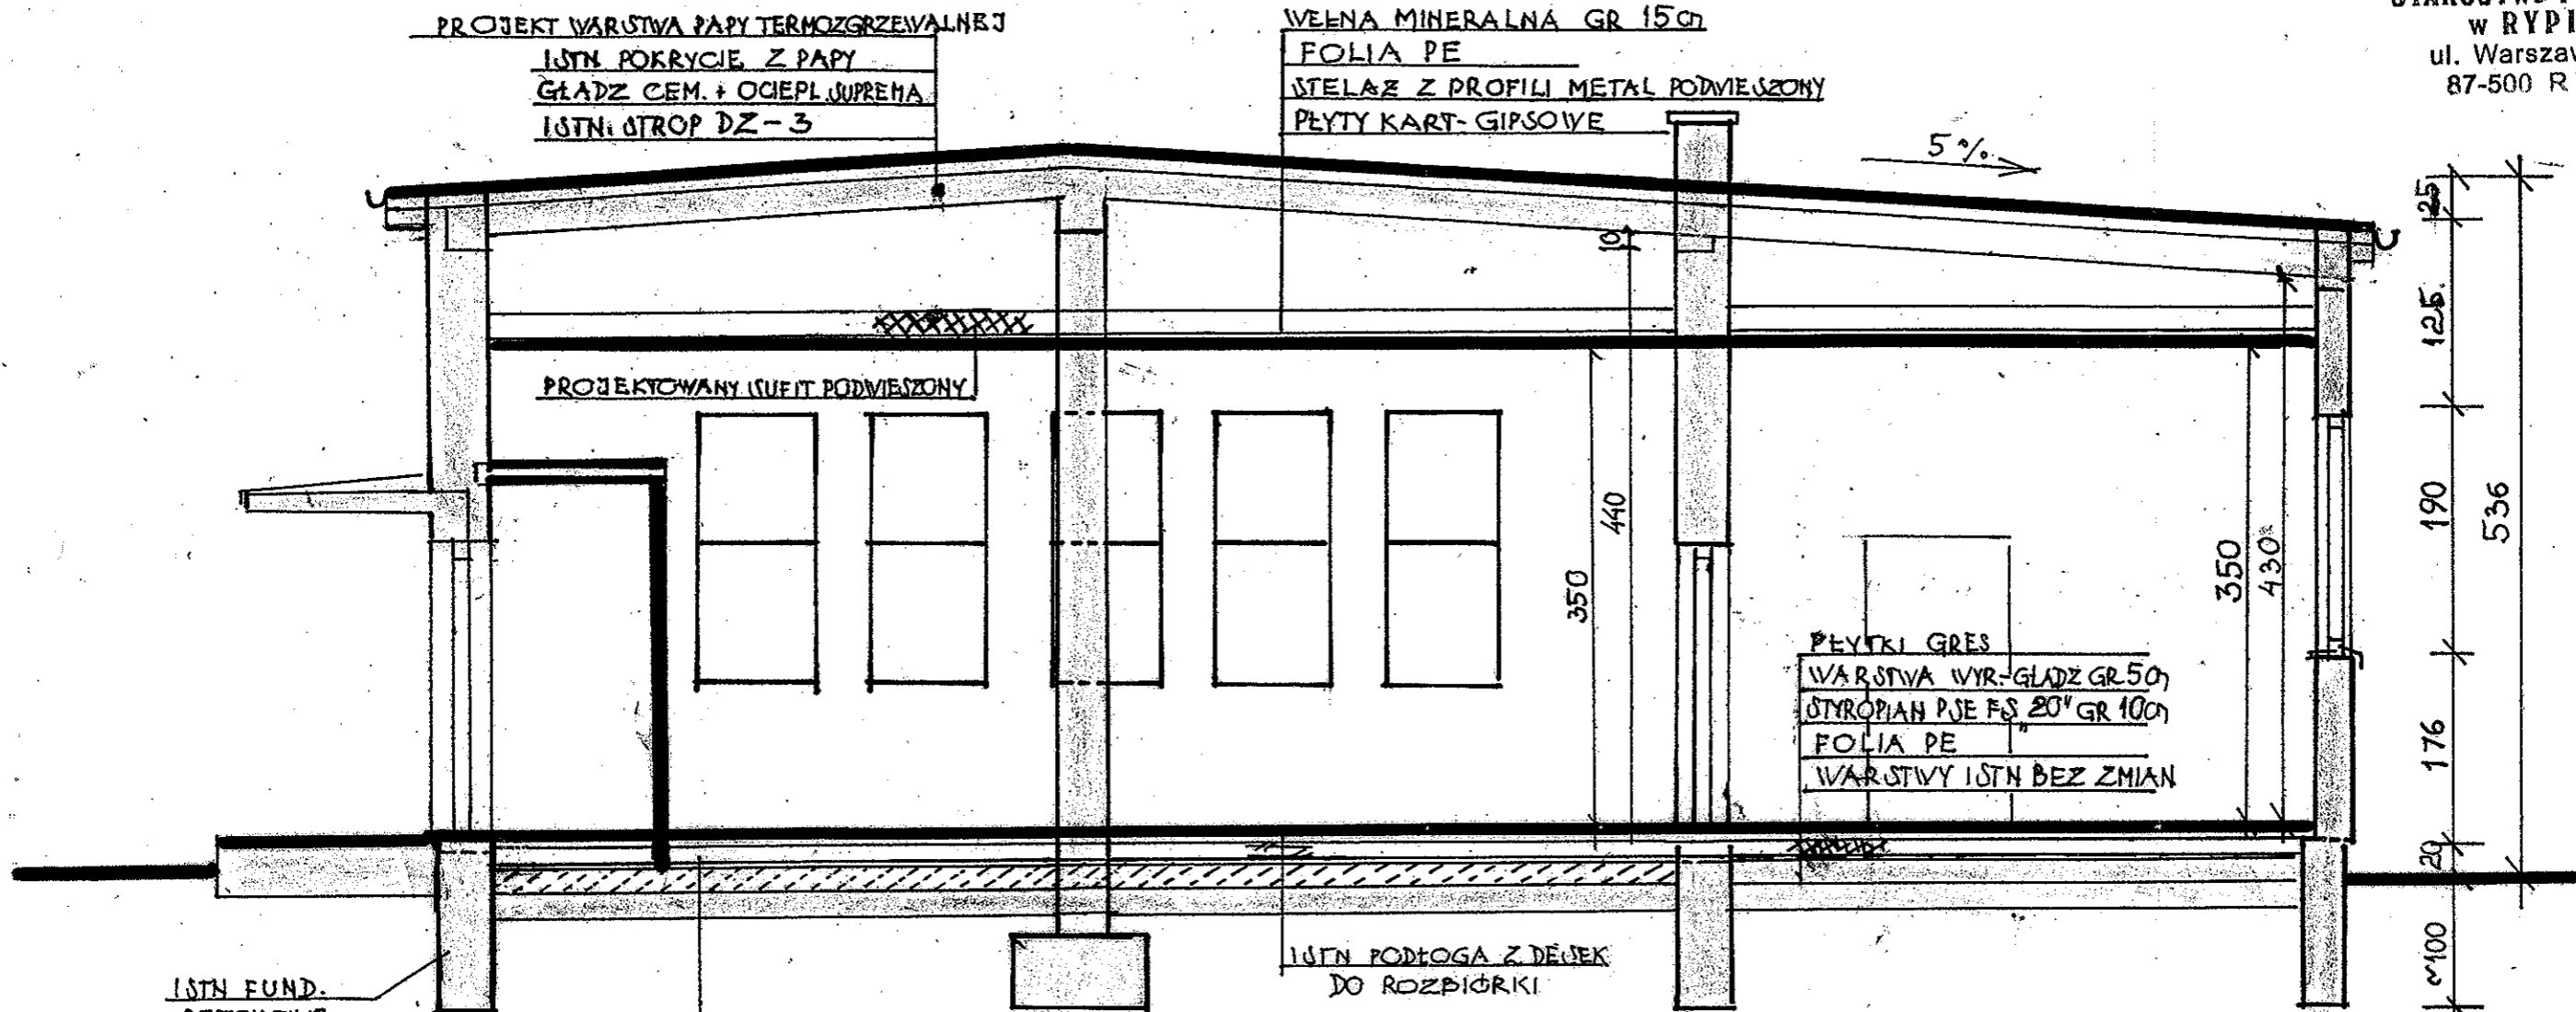 PROJEKT WARSTWA PAPY TERMOZGRZEWALNEJ
ISTN POKRYCIE Z PAPY
GŁADZ CEM. + OCIEPL. SUPREMA
ISTN. STROP DZ-3
WEŁNA MINERALNA GR 15cm
FOLIA PE
STELAŻ Z PROFILI METAL PODWIESZONY
PŁYTY KART-GIPSOWE
w RYPI
ul. Warszaw
87-500 R
5%
25
10
125.
PROJEKTOWANY SUFIT PODWIESZONY
440
350
350
430
190
536
PŁYTKI GRES
WARSTWA WYR-GŁADZ GR 5cm
STYROPIAN PSE FS 20" GR 10cm
FOLIA PE
WARSTWY ISTN BEZ ZMIAN
176
20
~100
ISTN PODŁOGA Z DESEK
DO ROZBIÓRKI
ISTN FUND.